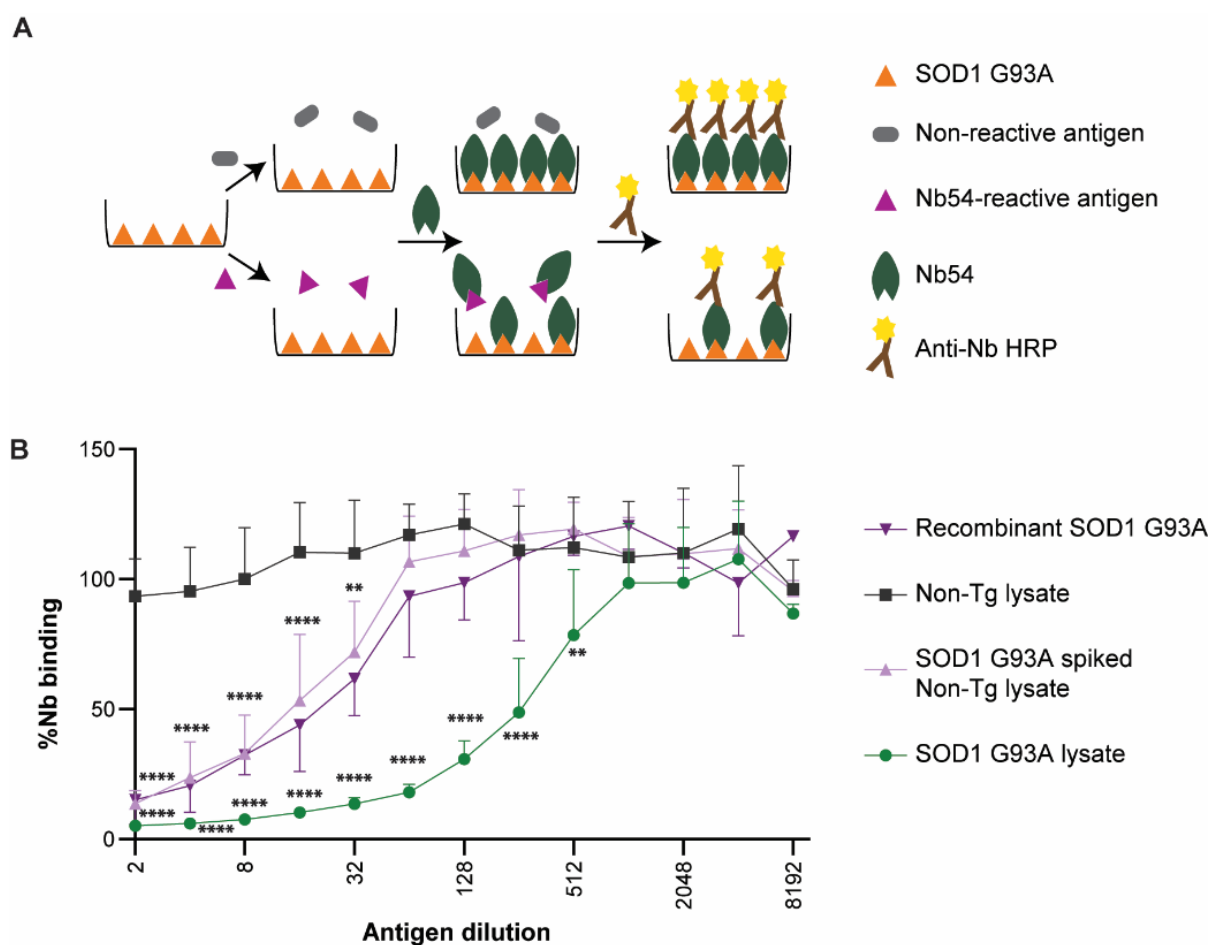 A
SOD1 G93A
Non-reactive antigen
Nb54-reactive antigen
Nb54
Anti-Nb HRP
B
150
100
50
0
%Nb binding
**
****
****
****
****
****
**
****
****
****
****
****
****
****
****
2
8
32
128
512
2048
8192
Antigen dilution
Recombinant SOD1 G93A
Non-Tg lysate
SOD1 G93A spiked
Non-Tg lysate
SOD1 G93A lysate